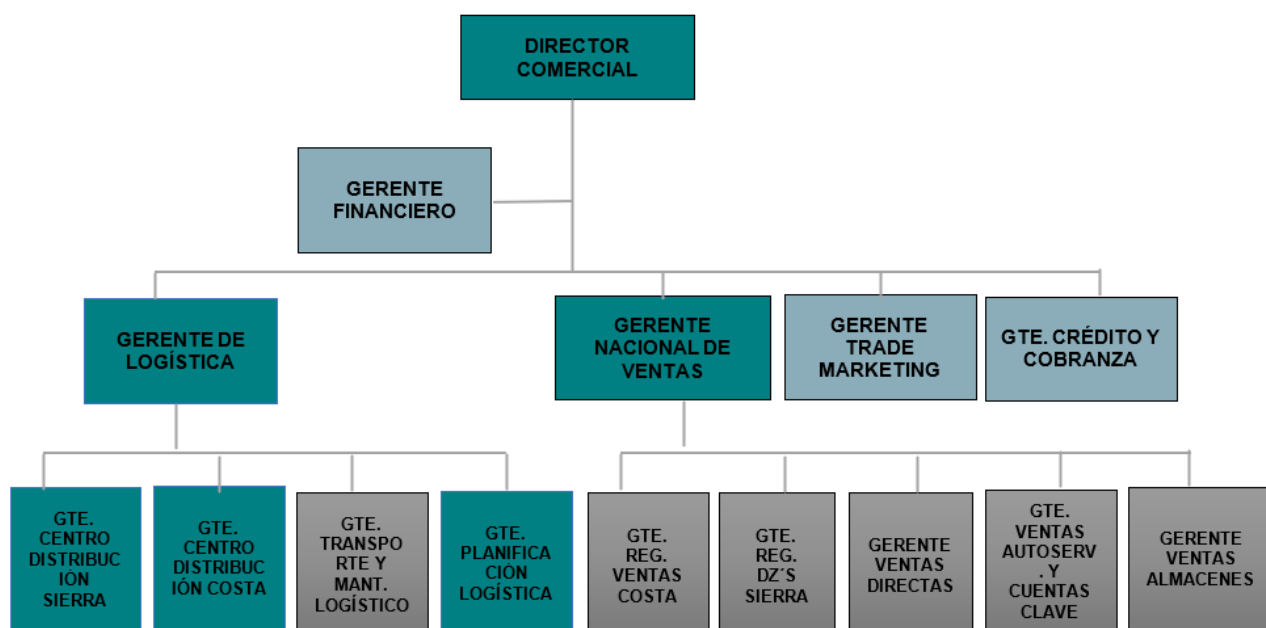 DIRECTOR
COMERCIAL
GERENTE
FINANCIERO
GERENTE DE
LOGÍSTICA
GERENTE
NACIONAL DE
VENTAS
GERENTE
TRADE
MARKETING
GTE. CRÉDITO Y
COBRANZA
GTE.
CENTRO
DISTRIBUC
IÓN
SIERRA
GTE.
CENTRO
DISTRIBUC
IÓN COSTA
GTE.
TRANSPO
RTE Y
MANT.
LOGÍSTICO
GTE.
PLANIFICA
CIÓN
LOGÍSTICA
GTE.
REG.
VENTAS
COSTA
GTE.
REG.
DZ´S
SIERRA
GERENTE
VENTAS
DIRECTAS
GTE.
VENTAS
AUTOSERV
. Y
CUENTAS
CLAVE
GERENTE
VENTAS
ALMACENES